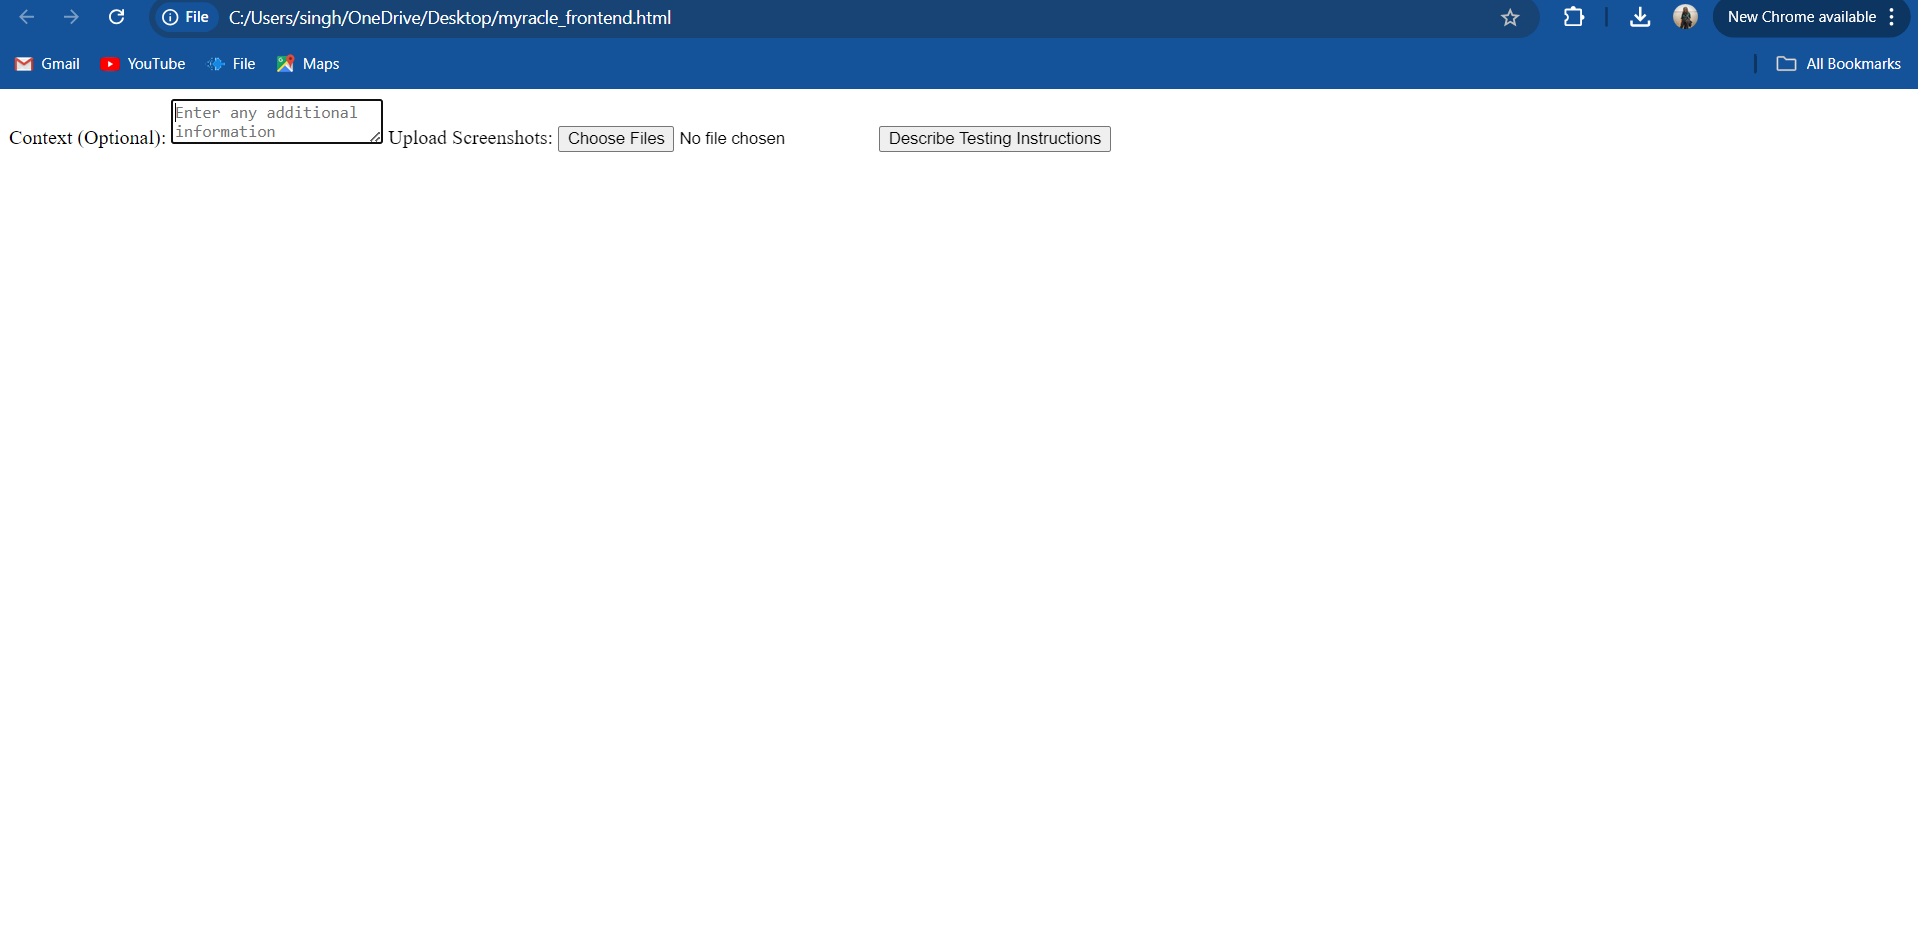 File
C:/Users/singh/OneDrive/Desktop/myracle_frontend.html
New Chrome available
Gmail
YouTube
File
Maps
All Bookmarks
Context (Optional):
Enter any additional
information
Upload Screenshots:
Choose Files
No file chosen
Describe Testing Instructions